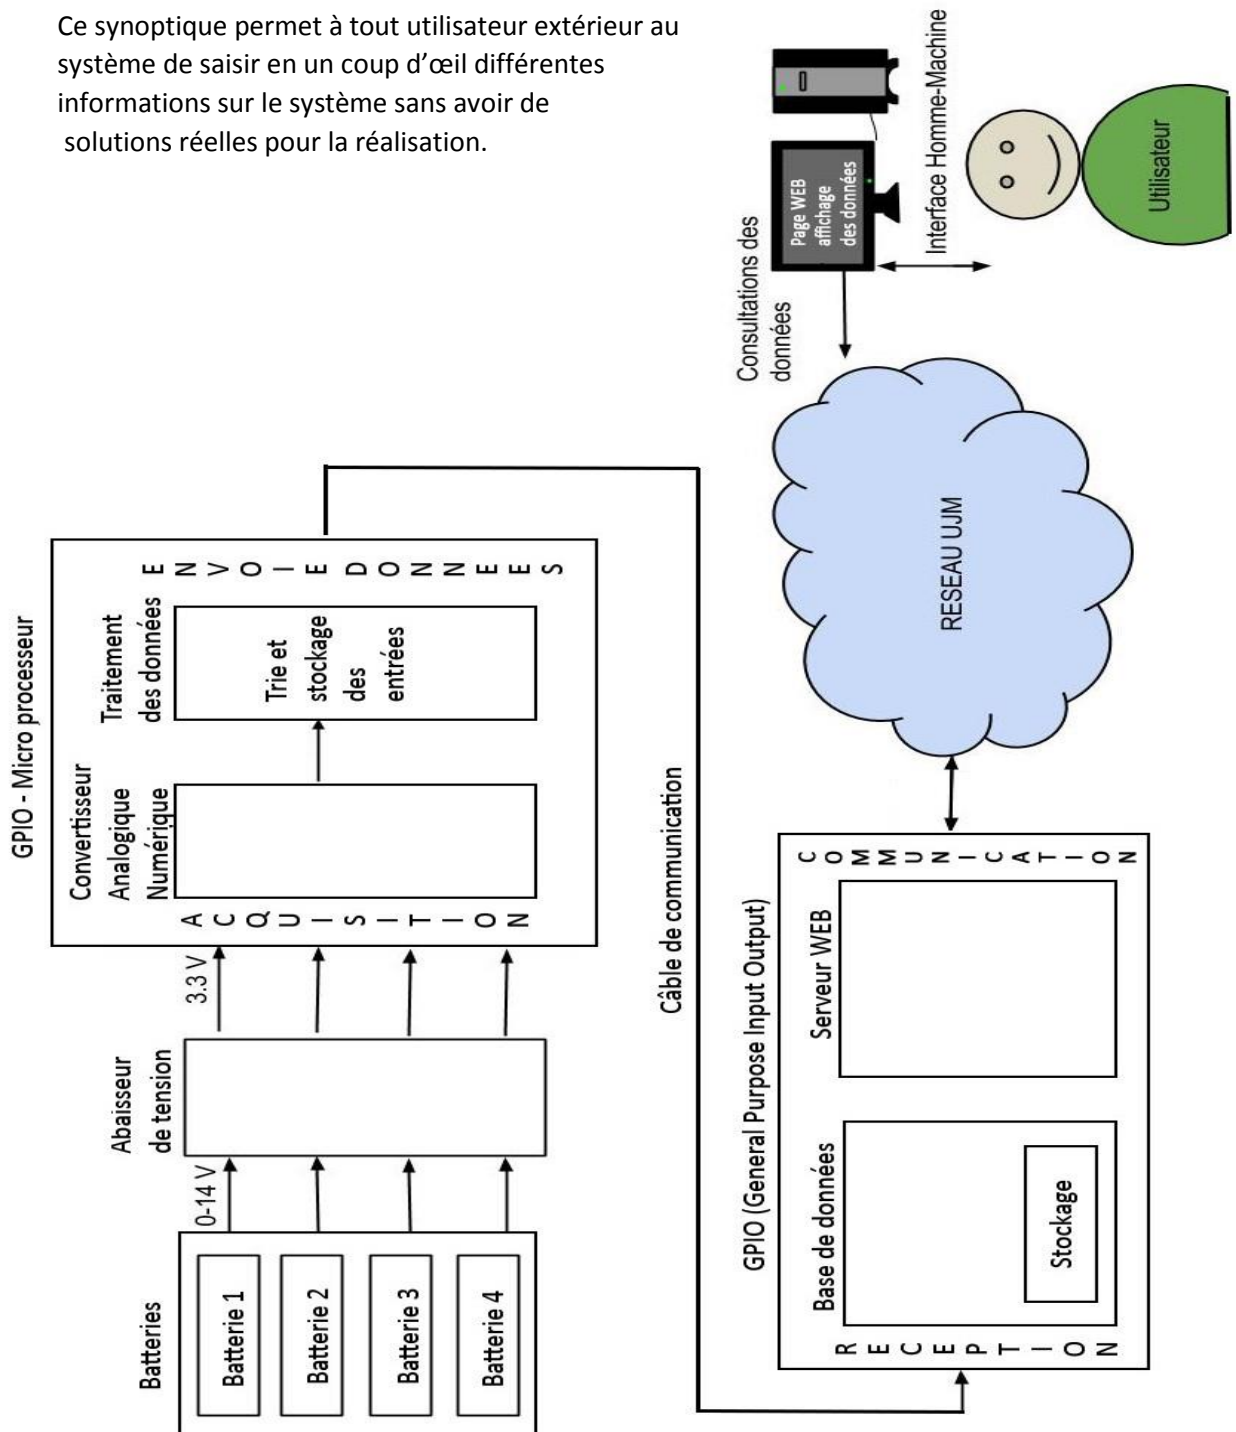 Ce synoptique permet à tout utilisateur extérieur au
système de saisir en un coup d’œil différentes
informations sur le système sans avoir de
solutions réelles pour la réalisation.
Batteries
Batterie 1
Batterie 2
Batterie 3
Batterie 4
0-14 V
Abaisseur
de tension
3.3 V
GPIO - Micro processeur
ACQUISITION
Convertisseur
Analogique
Numérique
Traitement
des données
Trie et
stockage
des
entrées
ENVOIE DONNEES
Câble de communication
GPIO (General Purpose Input Output)
RECEPTION
Base de données
Stockage
Serveur WEB
COMMUNICATION
RESEAU UJM
Consultations des
données
Page WEB
affichage
des données
Interface Homme-Machine
Utilisateur